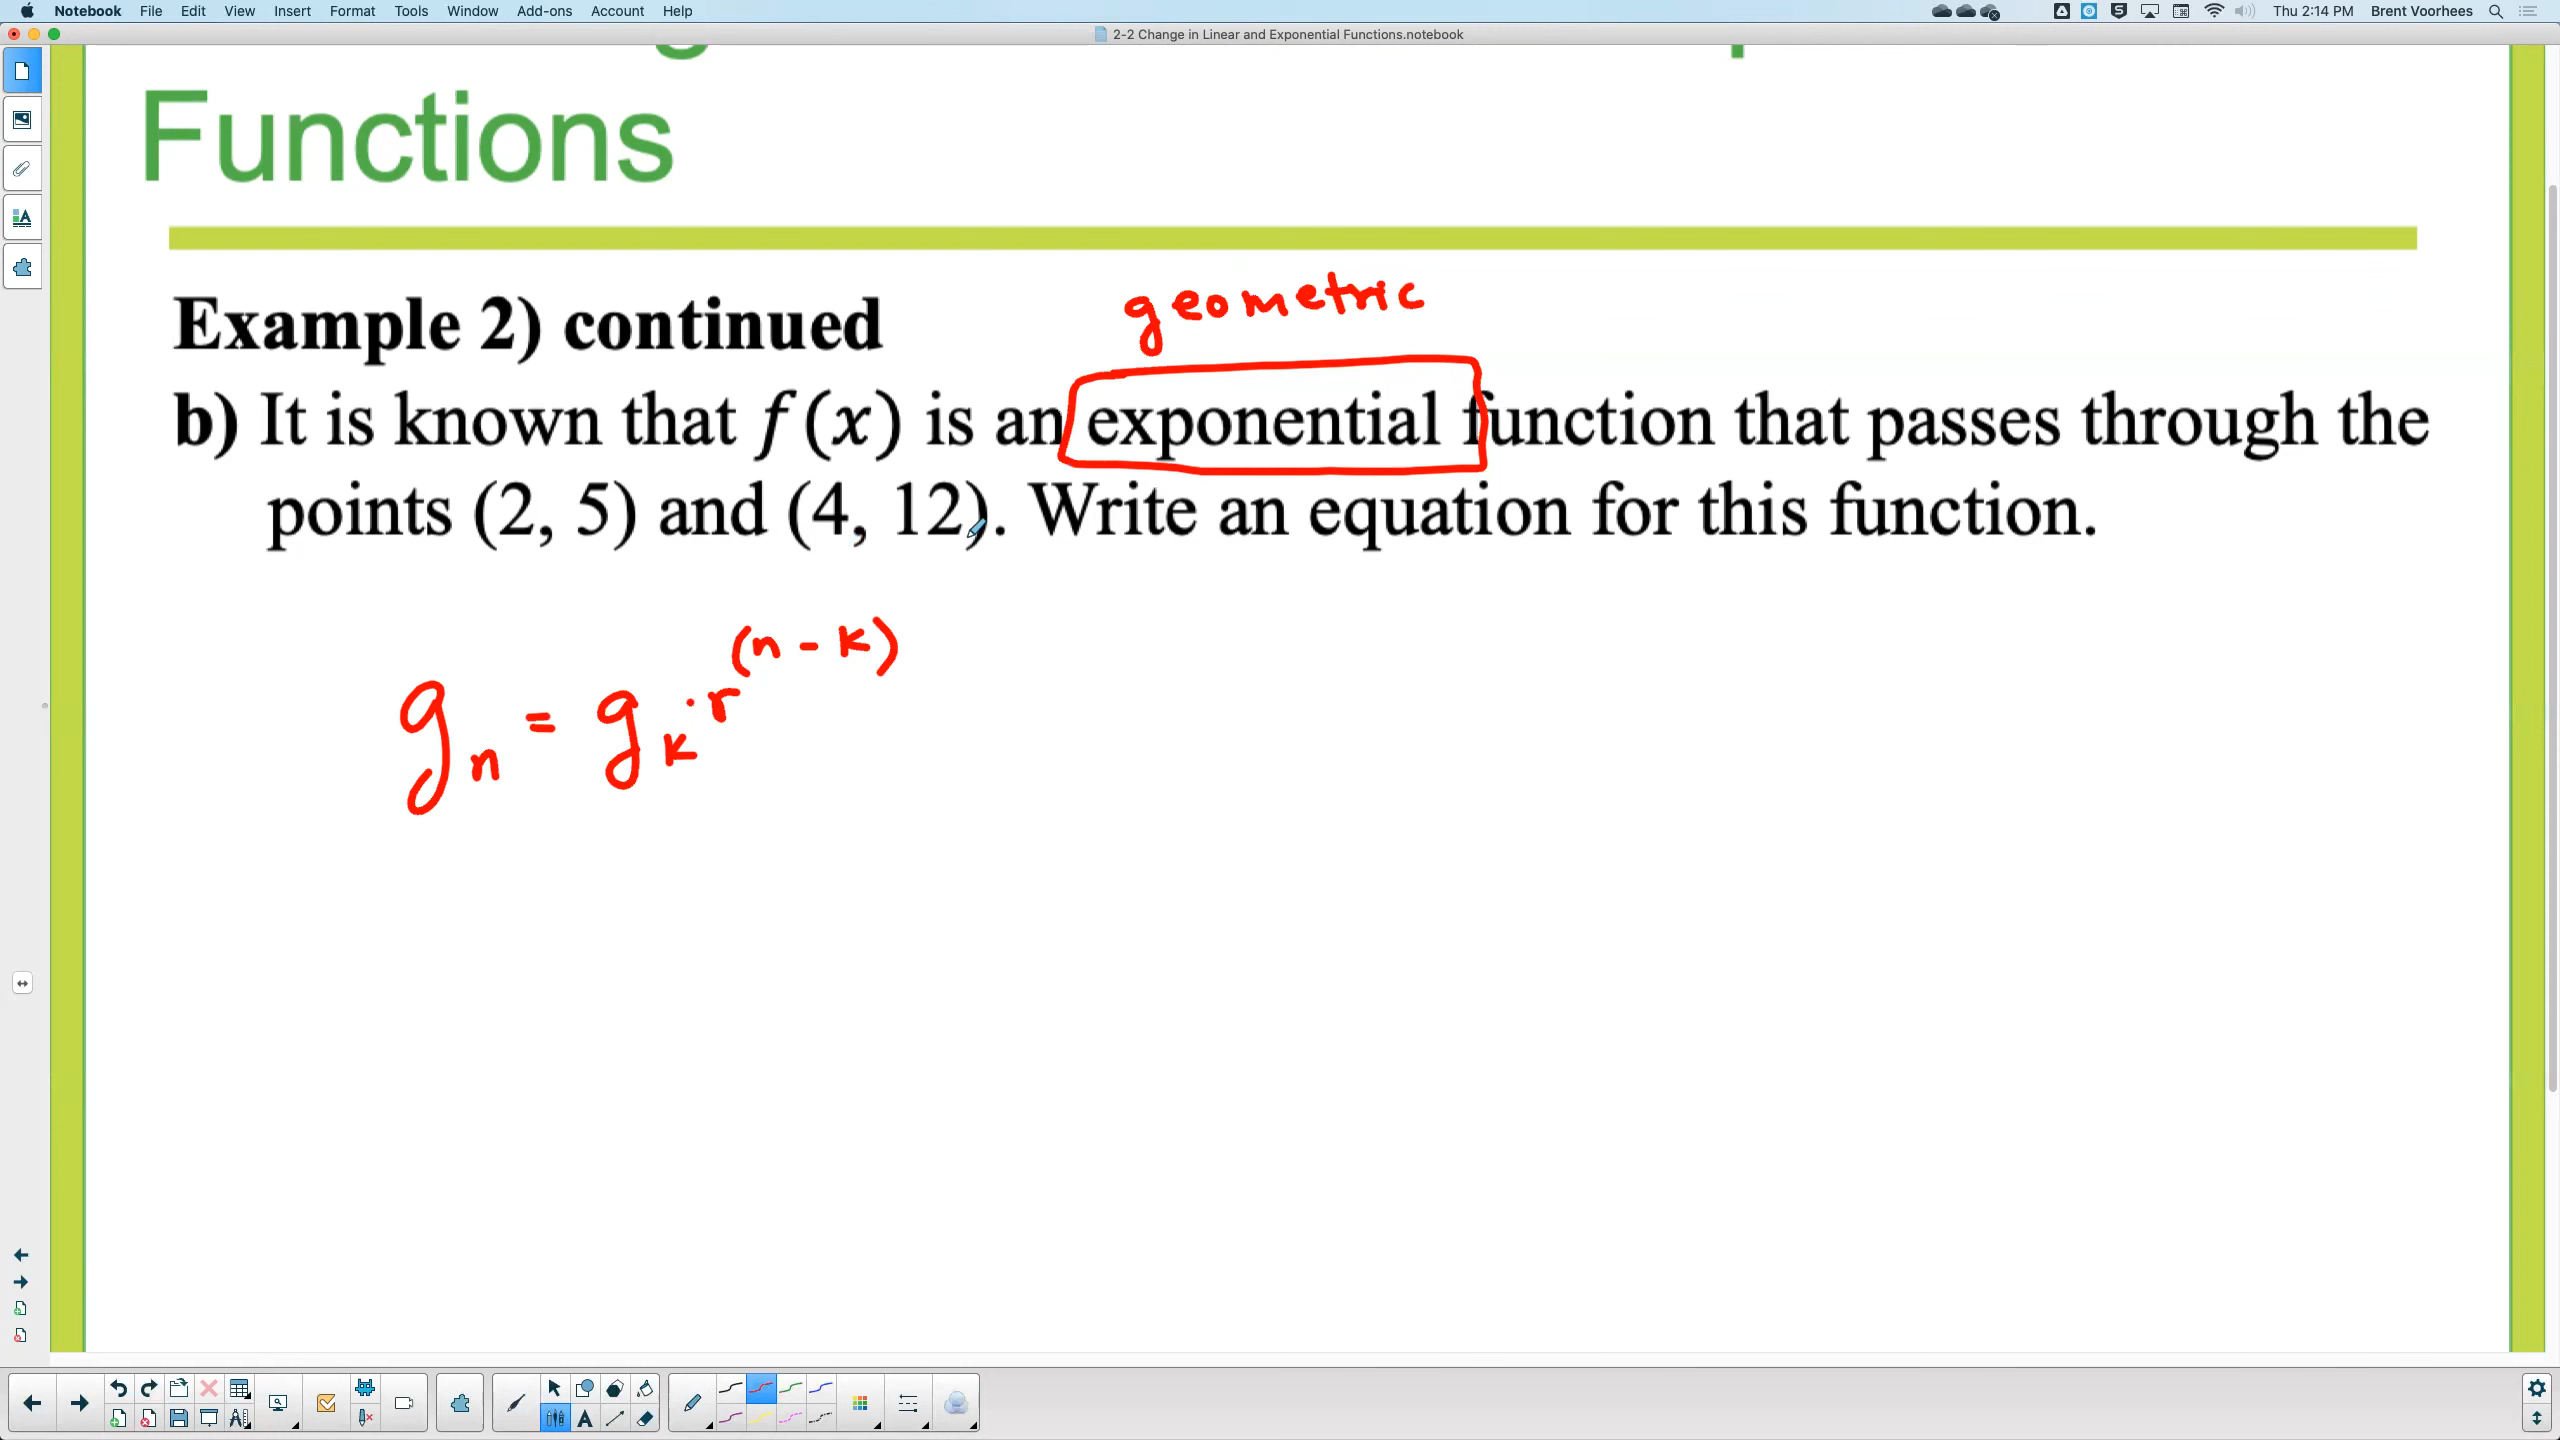 Notebook File Edit View Insert Format Tools Window Add-ons Account Help Thu 2:14 PM Brent Voorhees
2-2 Change in Linear and Exponential Functions.notebook
Functions
geometric
Example 2) continued
b) It is known that f(x) is an exponential function that passes through the
points (2, 5) and (4, 12). Write an equation for this function.
gₙ = gₖ · r^(n - k)